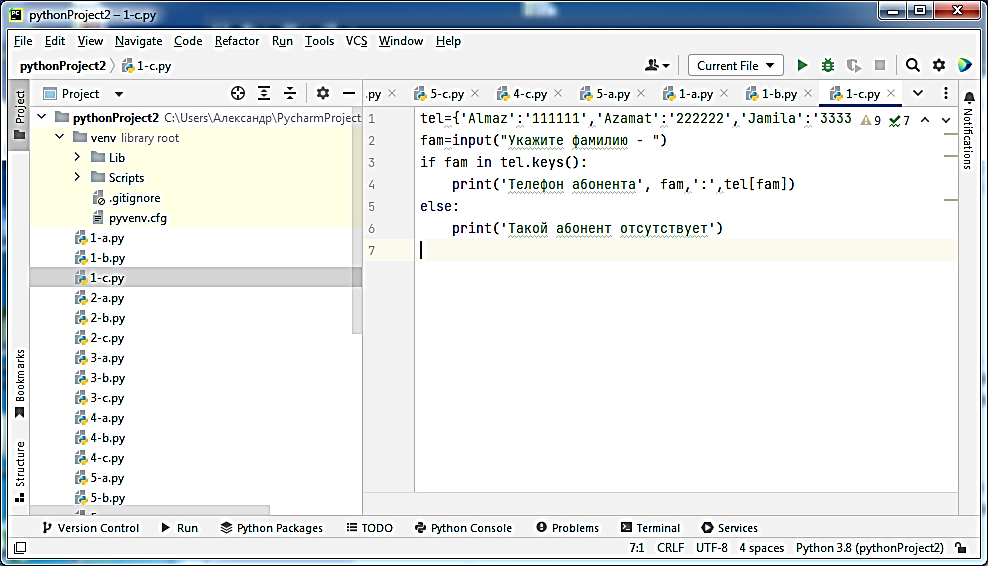 pythonProject2 – 1-c.py
File Edit View Navigate Code Refactor Run Tools VCS Window Help
pythonProject2 1-c.py Current File
Project
.py 5-c.py 4-c.py 5-a.py 1-a.py 1-b.py 1-c.py
Project
Notifications
pythonProject2 C:\Users\Александр\PycharmProject
venv library root
Lib
Scripts
.gitignore
pyvenv.cfg
1-a.py
1-b.py
1-c.py
2-a.py
2-b.py
2-c.py
3-a.py
3-b.py
3-c.py
4-a.py
4-b.py
4-c.py
5-a.py
5-b.py
1 tel={'Almaz':'111111','Azamat':'222222','Jamila':'3333 9 7
2 fam=input("Укажите фамилию - ")
3 if fam in tel.keys():
4 print('Телефон абонента', fam,':',tel[fam])
5 else:
6 print('Такой абонент отсутствует')
7
Bookmarks
Structure
Version Control Run Python Packages TODO Python Console Problems Terminal Services
7:1 CRLF UTF-8 4 spaces Python 3.8 (pythonProject2)